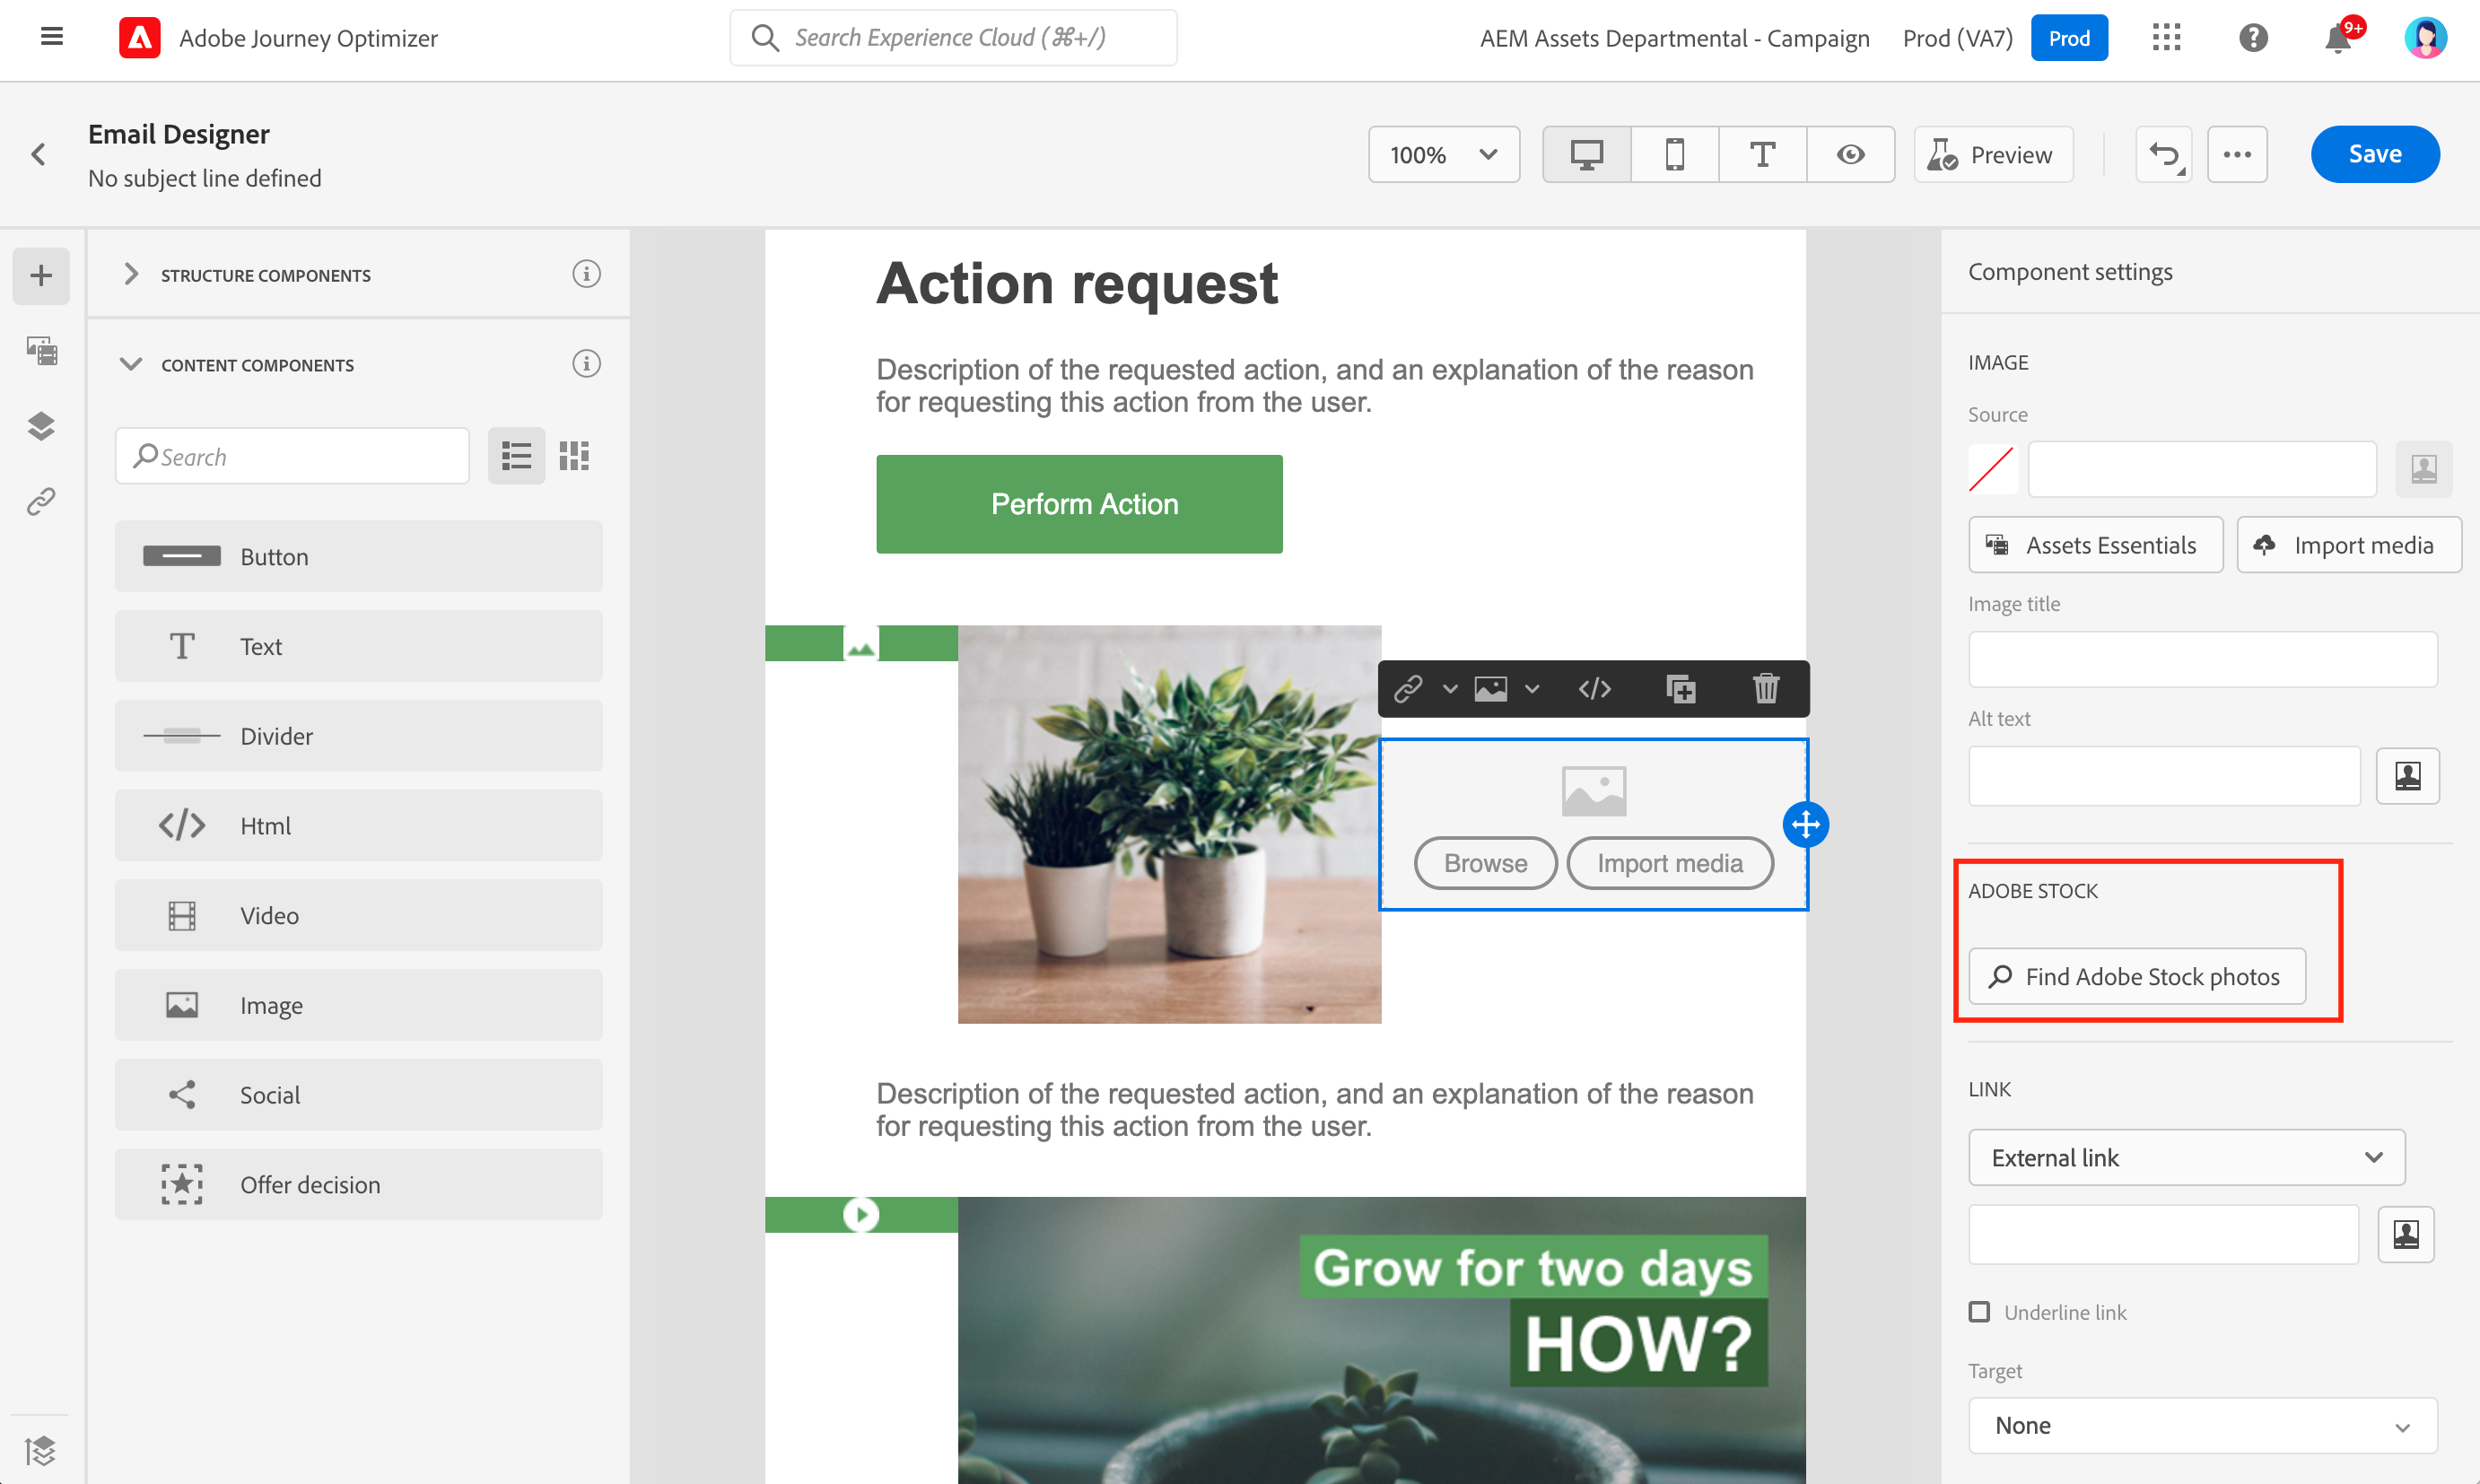 Adobe Journey Optimizer
Search Experience Cloud (⌘+/)
AEM Assets Departmental - Campaign
Prod (VA7)
Prod
9+
Email Designer
No subject line defined
100%
Preview
Save
STRUCTURE COMPONENTS
CONTENT COMPONENTS
Search
Button
Text
Divider
Html
Video
Image
Social
Offer decision
Action request
Description of the requested action, and an explanation of the reason
for requesting this action from the user.
Perform Action
Browse
Import media
Description of the requested action, and an explanation of the reason
for requesting this action from the user.
Grow for two days
HOW?
Component settings
IMAGE
Source
Assets Essentials
Import media
Image title
Alt text
ADOBE STOCK
Find Adobe Stock photos
LINK
External link
Underline link
Target
None